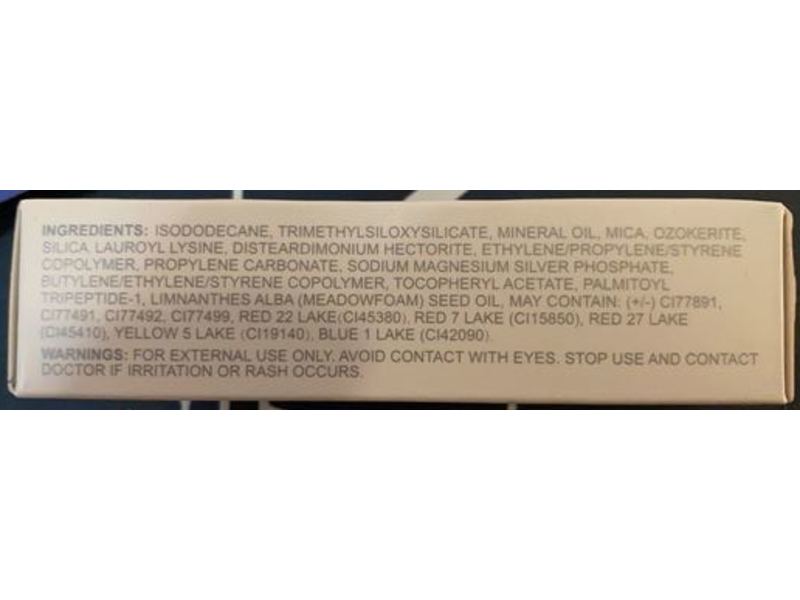 INGREDIENTS: ISODODECANE, TRIMETHYLSILOXYSILICATE, MINERAL OIL, MICA, OZOKERITE,
SILICA LAUROYL LYSINE, DISTEARDIMONIUM HECTORITE, ETHYLENE/PROPYLENE/STYRENE
COPOLYMER, PROPYLENE CARBONATE, SODIUM MAGNESIUM SILVER PHOSPHATE,
BUTYLENE/ETHYLENE/STYRENE COPOLYMER, TOCOPHERYL ACETATE, PALMITOYL
TRIPEPTIDE-1, LIMNANTHES ALBA (MEADOWFOAM) SEED OIL, MAY CONTAIN: (+/-) CI77891,
CI77491, CI77492, CI77499, RED 22 LAKE(CI45380), RED 7 LAKE (CI15850), RED 27 LAKE
(CI45410), YELLOW 5 LAKE (CI19140), BLUE 1 LAKE (CI42090).
WARNINGS: FOR EXTERNAL USE ONLY. AVOID CONTACT WITH EYES. STOP USE AND CONTACT
DOCTOR IF IRRITATION OR RASH OCCURS.